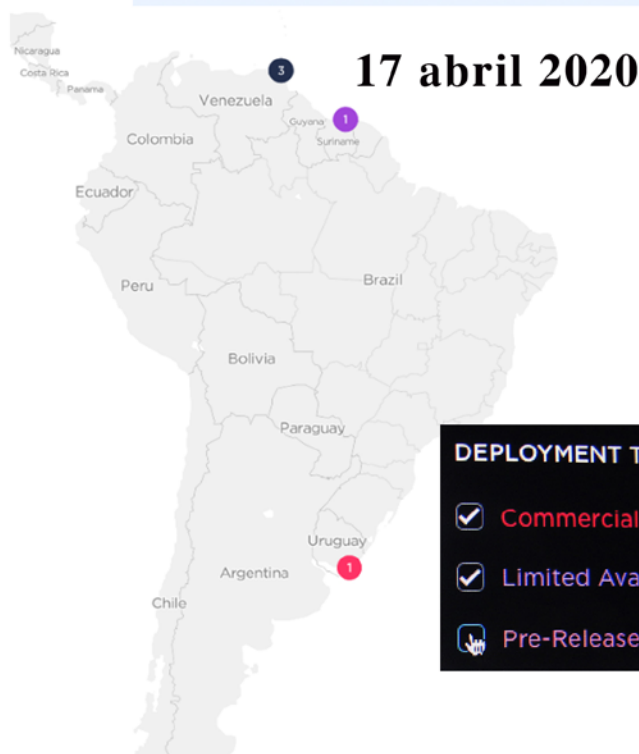 Nicaragua
Costa Rica
Panama
3
17 abril 2020
Venezuela
1
Guyana
Suriname
Colombia
Ecuador
Peru
Brazil
Bolivia
Paraguay
DEPLOYMENT T
Commercial
Limited Ava
Pre-Release
Uruguay
1
Argentina
Chile